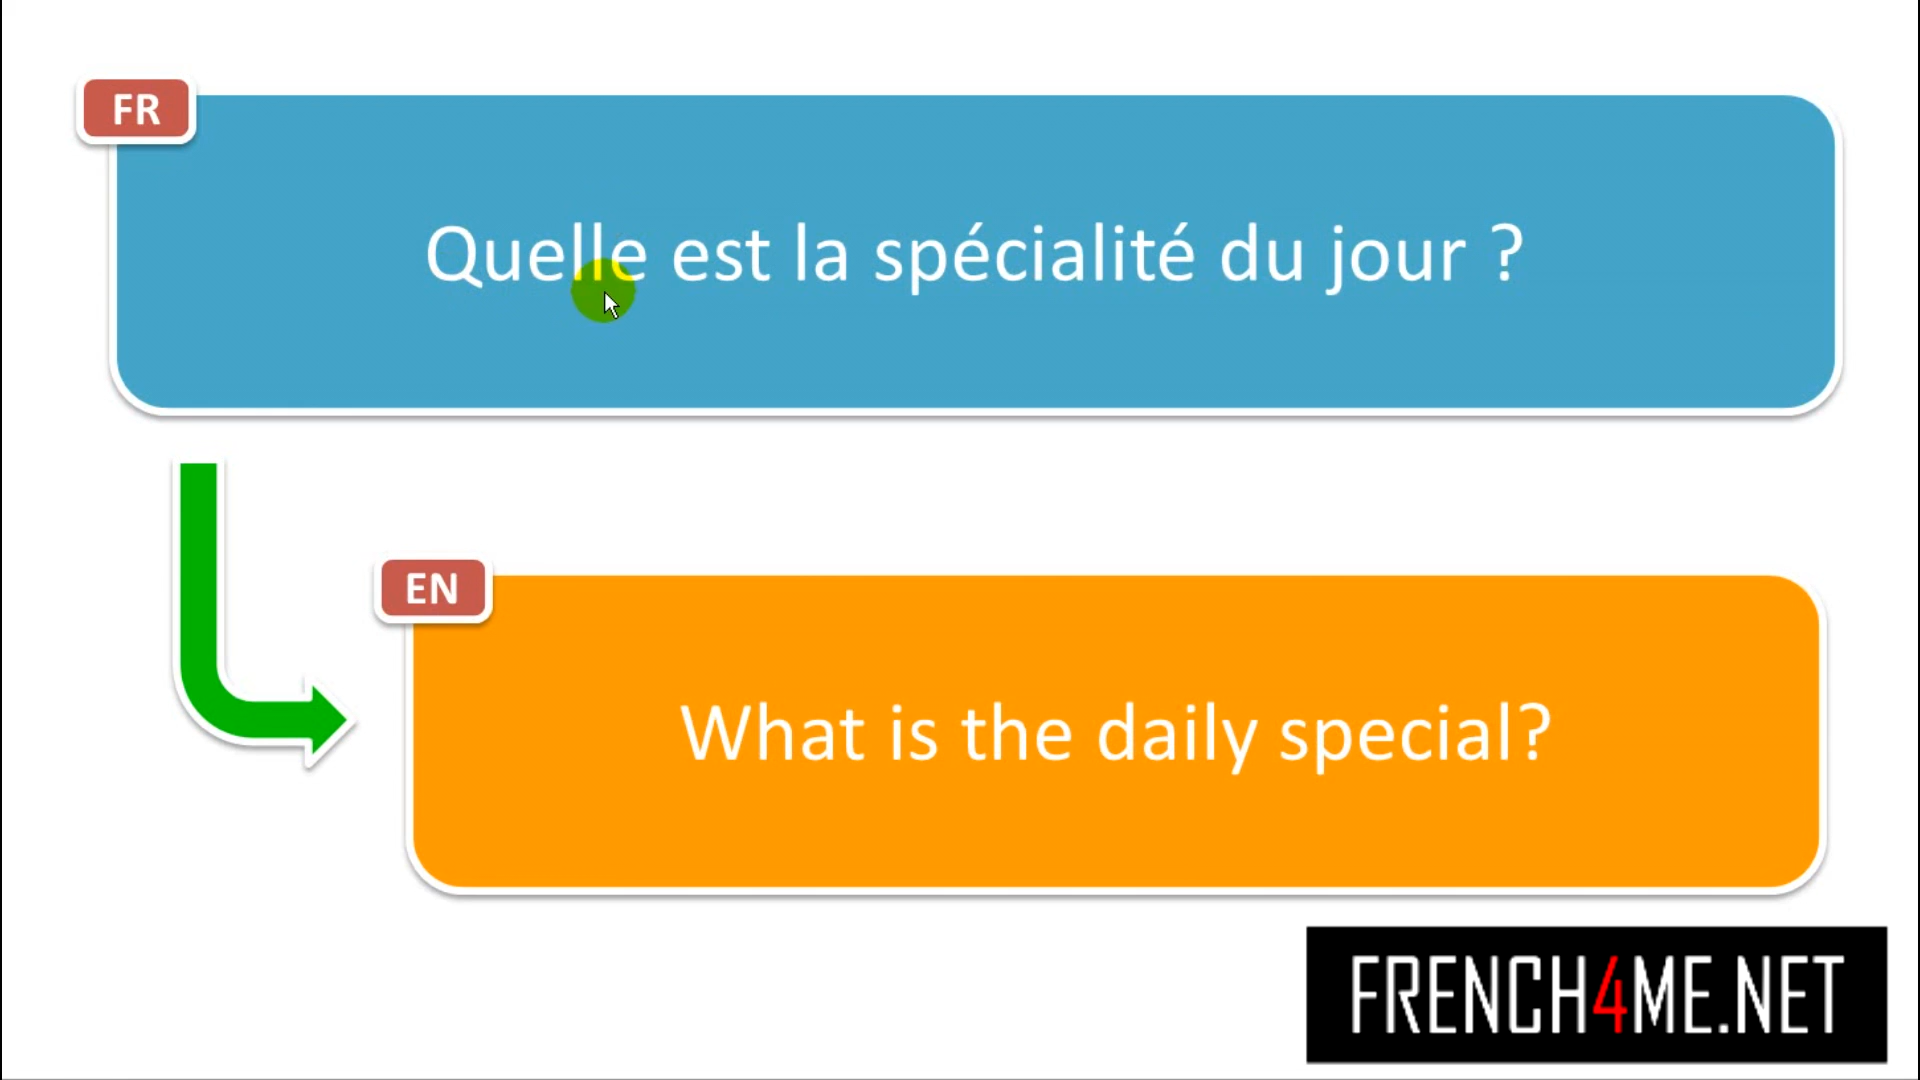 FR
Quelle est la spécialité du jour ?
EN
What is the daily special?
FRENCH4ME.NET